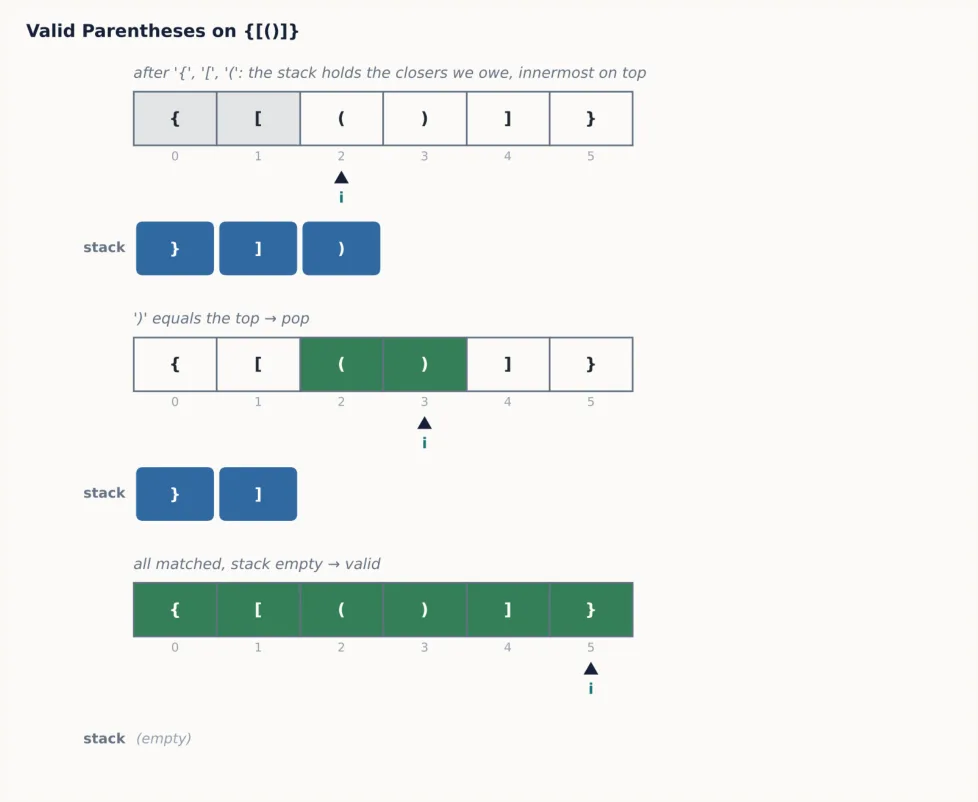 Valid Parentheses on {[()]}
after '{', '[', '(': the stack holds the closers we owe, innermost on top
{ [ ( ) ] }
0 1 2 3 4 5
i
stack } ] )
')' equals the top → pop
{ [ ( ) ] }
0 1 2 3 4 5
i
stack } ]
all matched, stack empty → valid
{ [ ( ) ] }
0 1 2 3 4 5
i
stack (empty)